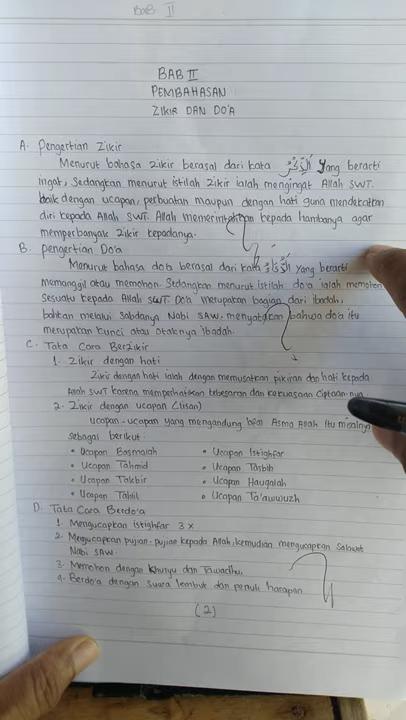 BAB II
BAB II
PEMBAHASAN
ZIKIR DAN DO'A
A. Pengertian Zikir
Menurut bahasa zikir berasal dari kata اَلذِّكْرُ yang berarti
ingat, Sedangkan menurut istilah zikir ialah mengingat Allah SWT.
baik dengan ucapan, perbuatan maupun dengan hati guna mendekatkan
diri kepada Allah SWT. Allah memerintahkan kepada hambanya agar
memperbanyak zikir kepadanya.
B. Pengertian Do'a
Menurut bahasa do'a berasal dari kata yang berarti
memanggil atau memohon. Sedangkan menurut istilah do'a ialah memohon
sesuatu kepada Allah SWT Do'a merupakan bagian dari ibadah,
bahkan melalui Sabdanya Nabi SAW. menyatakan bahwa do'a itu
merupakan kunci atau otaknya ibadah.
C. Tata Cara Berzikir
1. Zikir dengan hati
Zikir dengan hati ialah dengan memusatkan pikiran dan hati kepada
Allah SWT karena memperhatikan kebesaran dan kekuasaan ciptaan-nya
2. Zikir dengan ucapan (Lisan)
ucapan-ucapan yang mengandung Asma Allah itu misalnya
sebagai berikut:
• Ucapan Basmalah • Ucapan Istighfar
• Ucapan Tahmid • Ucapan Tasbih
• Ucapan Takbir • Ucapan Hauqalah
• Ucapan Tahlil • Ucapan Ta'awwuzh
D. Tata Cara Berdo'a
1. Mengucapkan istighfar 3 x
2. Mengucapkan pujian-pujian kepada Allah, kemudian mengucapkan Salawat
Nabi SAW.
3. Memohon dengan khusyu dan Tawadhu,
4. Berdo'a dengan suara lembut dan penuh harapan
(2)